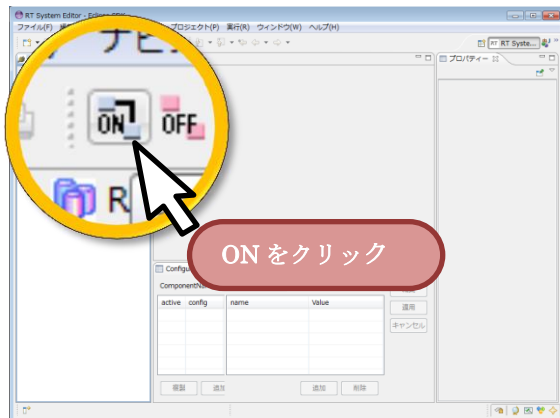 RT System Editor - Eclipse SDK
ファイル(F)
プロジェクト(P) 実行(R) ウィンドウ(W) ヘルプ(H)
ナビ
RT Syste...
プロパティー
ON OFF
R
ON をクリック
Configu
ComponentNa
active config name Value
適用
キャンセル
複製 追加 追加 削除